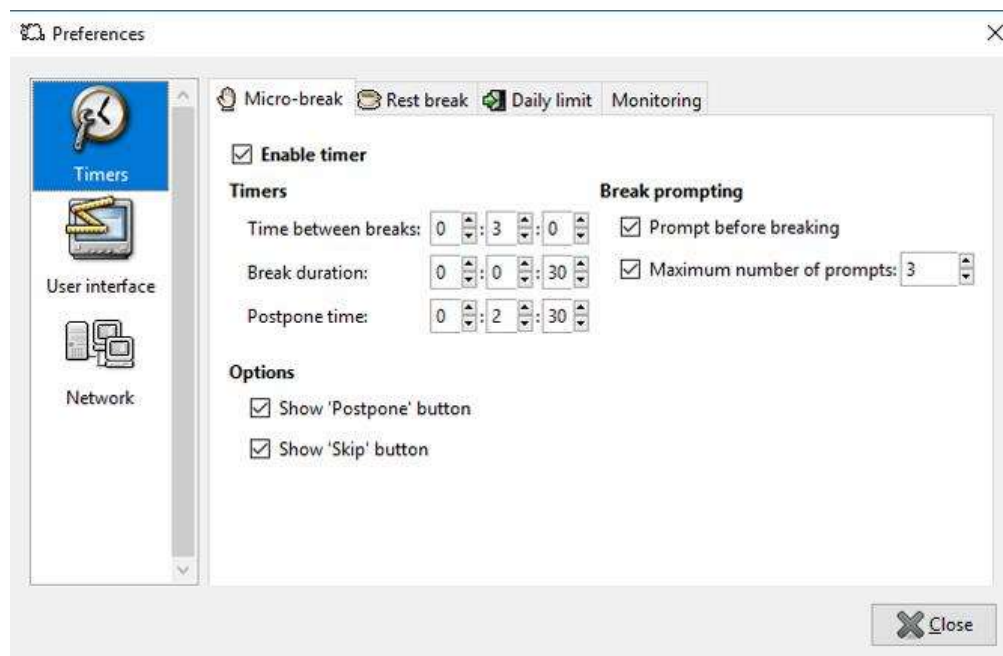 Preferences
Timers
User interface
Network
Micro-break Rest break Daily limit Monitoring
Enable timer
Timers
Time between breaks: 0 : 3 : 0
Break duration: 0 : 0 : 30
Postpone time: 0 : 2 : 30
Break prompting
Prompt before breaking
Maximum number of prompts: 3
Options
Show 'Postpone' button
Show 'Skip' button
Close